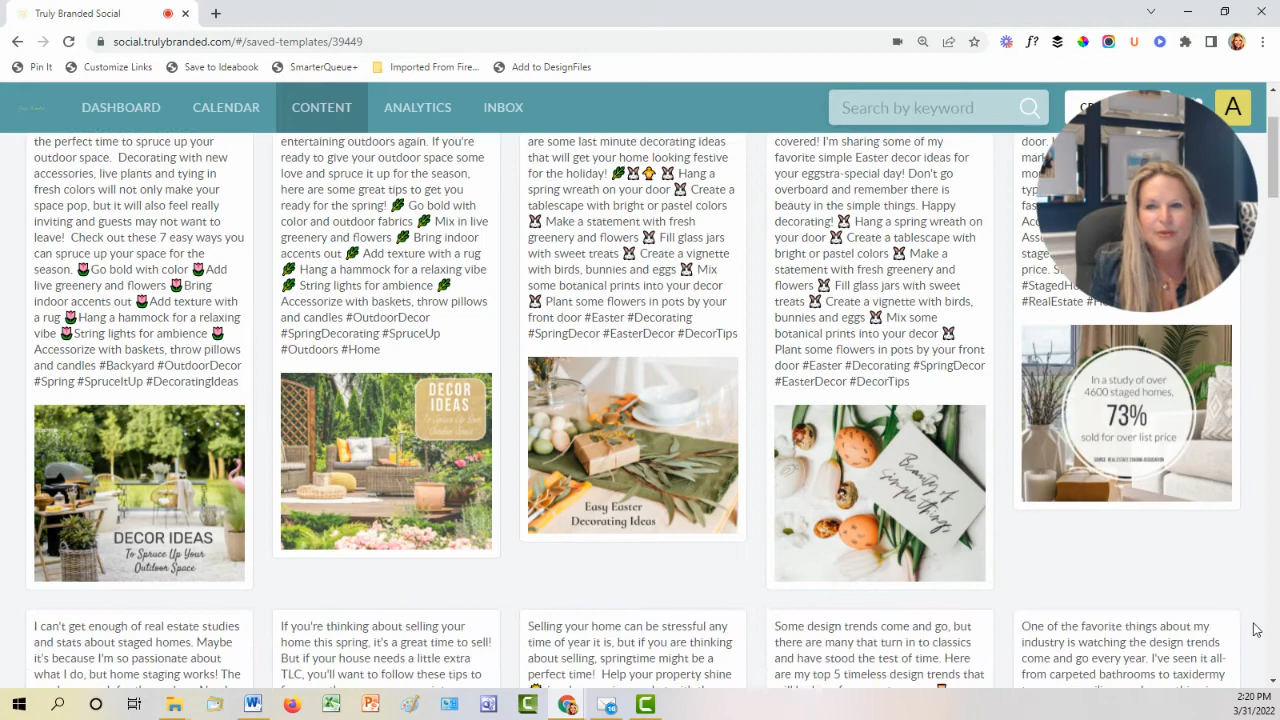 Truly Branded Social
social.trulybranded.com/#/saved-templates/39449
Pin It
Customize Links
Save to Ideabook
SmarterQueue+
Imported From Fire...
Add to DesignFiles
DASHBOARD
CALENDAR
CONTENT
ANALYTICS
INBOX
Search by keyword
A
the perfect time to spruce up your
outdoor space. Decorating with new
accessories, live plants and tying in
fresh colors will not only make your
space pop, but it will also feel really
inviting and guests may not want to
leave! Check out these 7 easy ways you
can spruce up your space for the
season. 🌷Go bold with color 🌷Add
live greenery and flowers 🌷Bring
indoor accents out 🌷Add texture with
a rug 🌷Hang a hammock for a relaxing
vibe 🌷String lights for ambience 🌷
Accessorize with baskets, throw pillows
and candles #Backyard #OutdoorDecor
#Spring #SpruceItUp #DecoratingIdeas
DECOR IDEAS
To Spruce Up Your
Outdoor Space
entertaining outdoors again. If you're
ready to give your outdoor space some
love and spruce it up for the season,
here are some great tips to get you
ready for the spring! 🌿 Go bold with
color and outdoor fabrics 🌿 Mix in live
greenery and flowers 🌿 Bring indoor
accents out 🌿 Add texture with a rug
🌿 Hang a hammock for a relaxing vibe
🌿 String lights for ambience 🌿
Accessorize with baskets, throw pillows
and candles #OutdoorDecor
#SpringDecorating #SpruceUp
#Outdoors #Home
DECOR
IDEAS
To Spruce Up Your
Outdoor Space
are some last minute decorating ideas
that will get your home looking festive
for the holiday! 🌿🐰🐥 🐰 Hang a
spring wreath on your door 🐰 Create a
tablescape with bright or pastel colors
🐰 Make a statement with fresh
greenery and flowers 🐰 Fill glass jars
with sweet treats 🐰 Create a vignette
with birds, bunnies and eggs 🐰 Mix
some botanical prints into your decor
🐰 Plant some flowers in pots by your
front door #Easter #Decorating
#SpringDecor #EasterDecor #DecorTips
Easy Easter
Decorating Ideas
covered! I'm sharing some of my
favorite simple Easter decor ideas for
your eggstra-special day! Don't go
overboard and remember there is
beauty in the simple things. Happy
decorating! 🐰 Hang a spring wreath on
your door 🐰 Create a tablescape with
bright or pastel colors 🐰 Make a
statement with fresh greenery and
flowers 🐰 Fill glass jars with sweet
treats 🐰 Create a vignette with birds,
bunnies and eggs 🐰 Mix some
botanical prints into your decor 🐰
Plant some flowers in pots by your front
door #Easter #Decorating #SpringDecor
#EasterDecor #DecorTips
Beauty of
simple things
door.
price.
#RealEstate
In a study of over
4600 staged homes,
73%
sold for over list price
SOURCE: REAL ESTATE STAGING ASSOCIATION
I can't get enough of real estate studies
and stats about staged homes. Maybe
it's because I'm so passionate about
what I do, but home staging works! The
If you're thinking about selling your
home this spring, it's a great time to sell!
But if your house needs a little extra
TLC, you'll want to follow these tips to
Selling your home can be stressful any
time of year it is, but if you are thinking
about selling, springtime might be a
perfect time! Help your property shine
Some design trends come and go, but
there are many that turn in to classics
and have stood the test of time. Here
are my top 5 timeless design trends that
One of the favorite things about my
industry is watching the design trends
come and go every year. I've seen it all-
from carpeted bathrooms to taxidermy
16
2:20 PM
3/31/2022